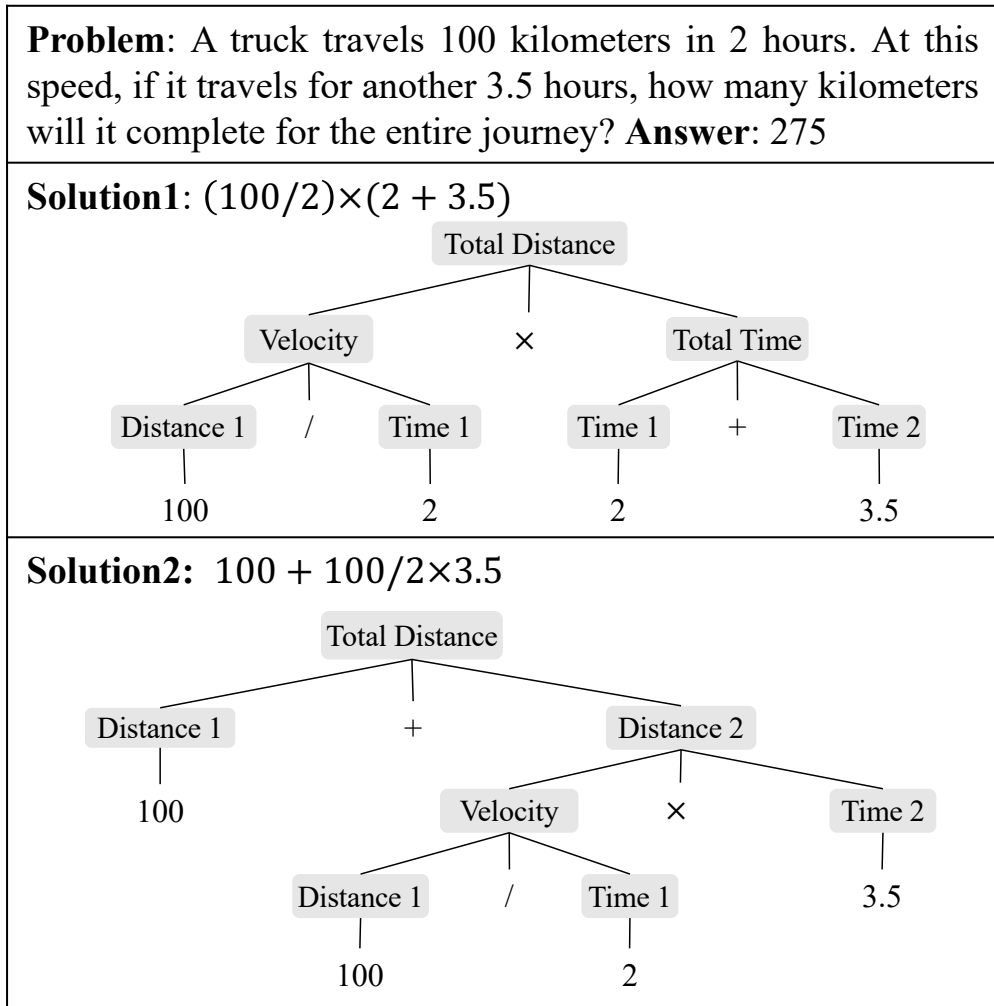 Problem: A truck travels 100 kilometers in 2 hours. At this
speed, if it travels for another 3.5 hours, how many kilometers
will it complete for the entire journey? Answer: 275
Solution1: (100/2)×(2 + 3.5)
Total Distance
Velocity × Total Time
Distance 1 / Time 1 Time 1 + Time 2
100 2 2 3.5
Solution2: 100 + 100/2×3.5
Total Distance
Distance 1 + Distance 2
100 Velocity × Time 2
Distance 1 / Time 1 3.5
100 2